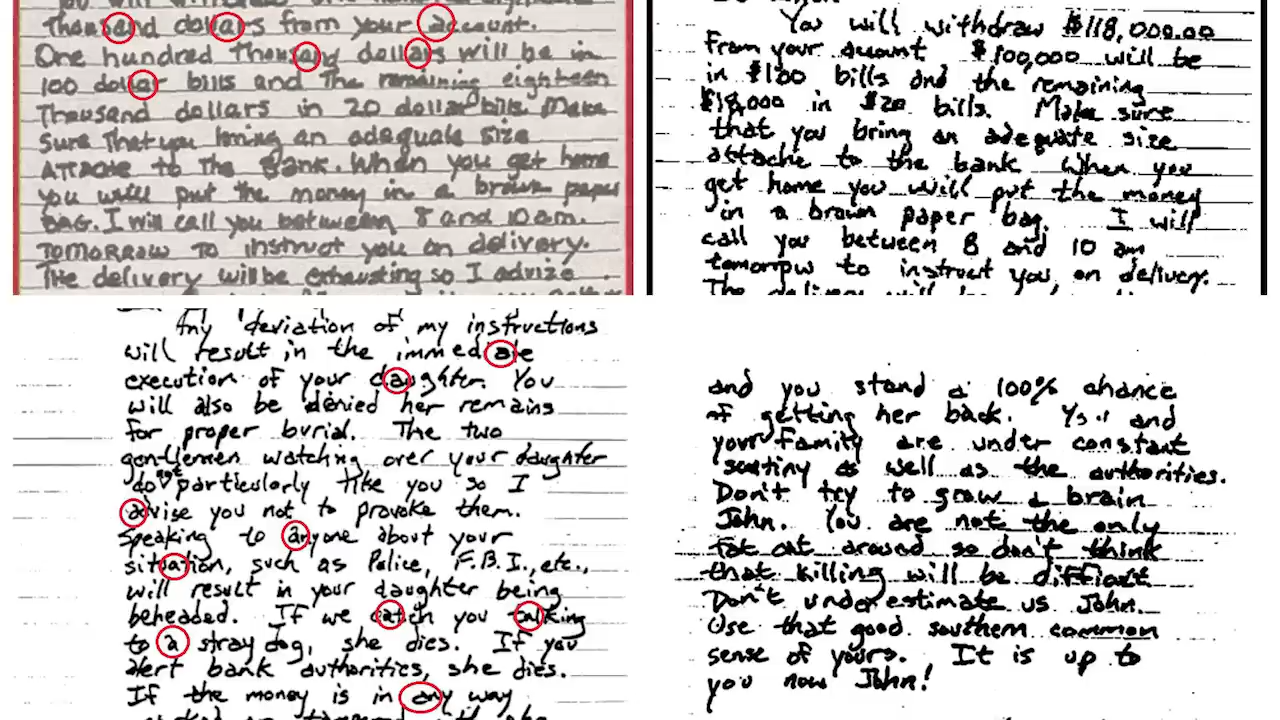 Thousand dollars from your account.
One hundred Thousand dollars will be in
100 dollar bills and The remaining eighteen
Thousand dollars in 20 dollar bills. Make
sure That you bring an adequate size
ATTACHE to The Bank. When you get home
you will put the money in a brown paper
BAG. I will call you between 8 and 10 am.
TOMORROW TO instruct you on delivery.
The delivery will be exhausting so I advize
You will withdraw $118,000.00
From your account $100,000 will be
in $100 bills and the remaining
$18,000 in $20 bills. Make sure
that you bring an adequate size
attache to the bank When you
get home you will put the money
in a brown paper bag. I will
call you between 8 and 10 am
to instruct you, on delivery.
Any deviation of my instructions
will result in the immediate
execution of your daughter. You
will also be denied her remains
for proper burial. The two
gentlemen watching over your daughter
do not particularly like you so I
advise you not to provoke them.
Speaking to anyone about your
situation, such as Police, F.B.I., etc.,
will result in your daughter being
beheaded. If we catch you talking
to a stray dog, she dies. If you
alert bank authorities, she dies.
If the money is in any way
and you stand a 100% chance
of getting her back. You and
your Family are under constant
as well as the authorities.
Don't try to grow a brain
John. You are not the only
fat cat around so don't think
that killing will be difficult
Don't underestimate us John.
Use that good southern common
sense of yours. It is up to
you now John!